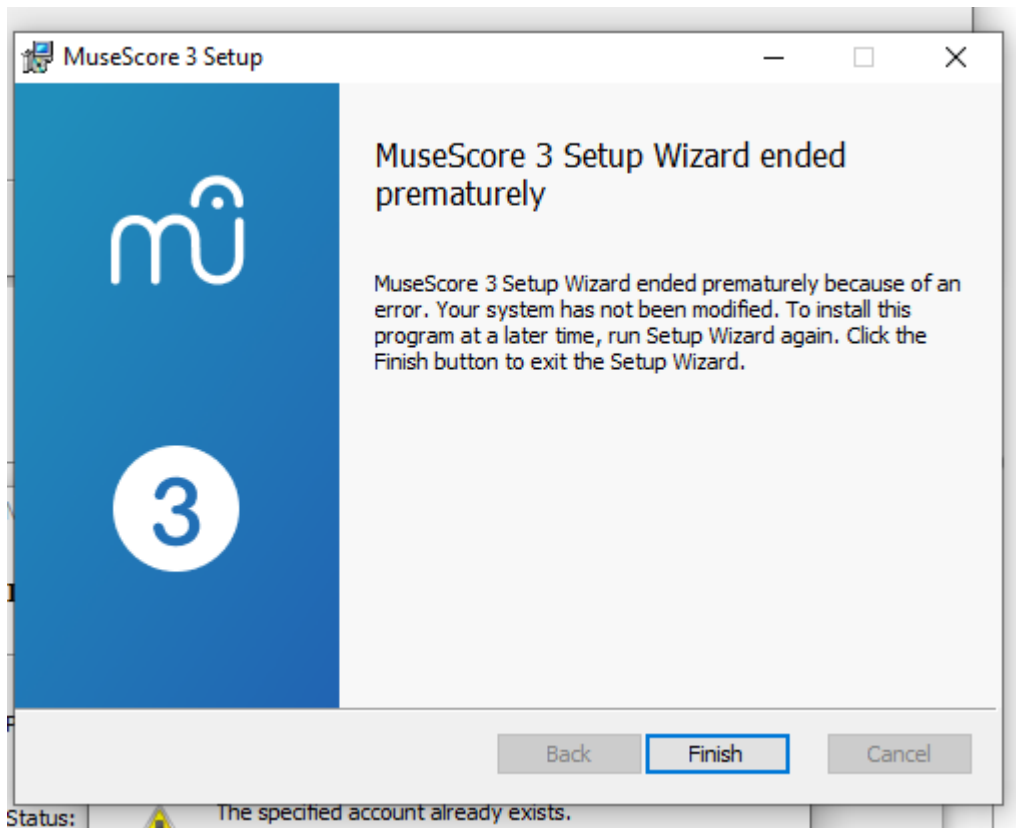 MuseScore 3 Setup
MuseScore 3 Setup Wizard ended
prematurely
MuseScore 3 Setup Wizard ended prematurely because of an
error. Your system has not been modified. To install this
program at a later time, run Setup Wizard again. Click the
Finish button to exit the Setup Wizard.
3
Back Finish Cancel
Status: The specified account already exists.